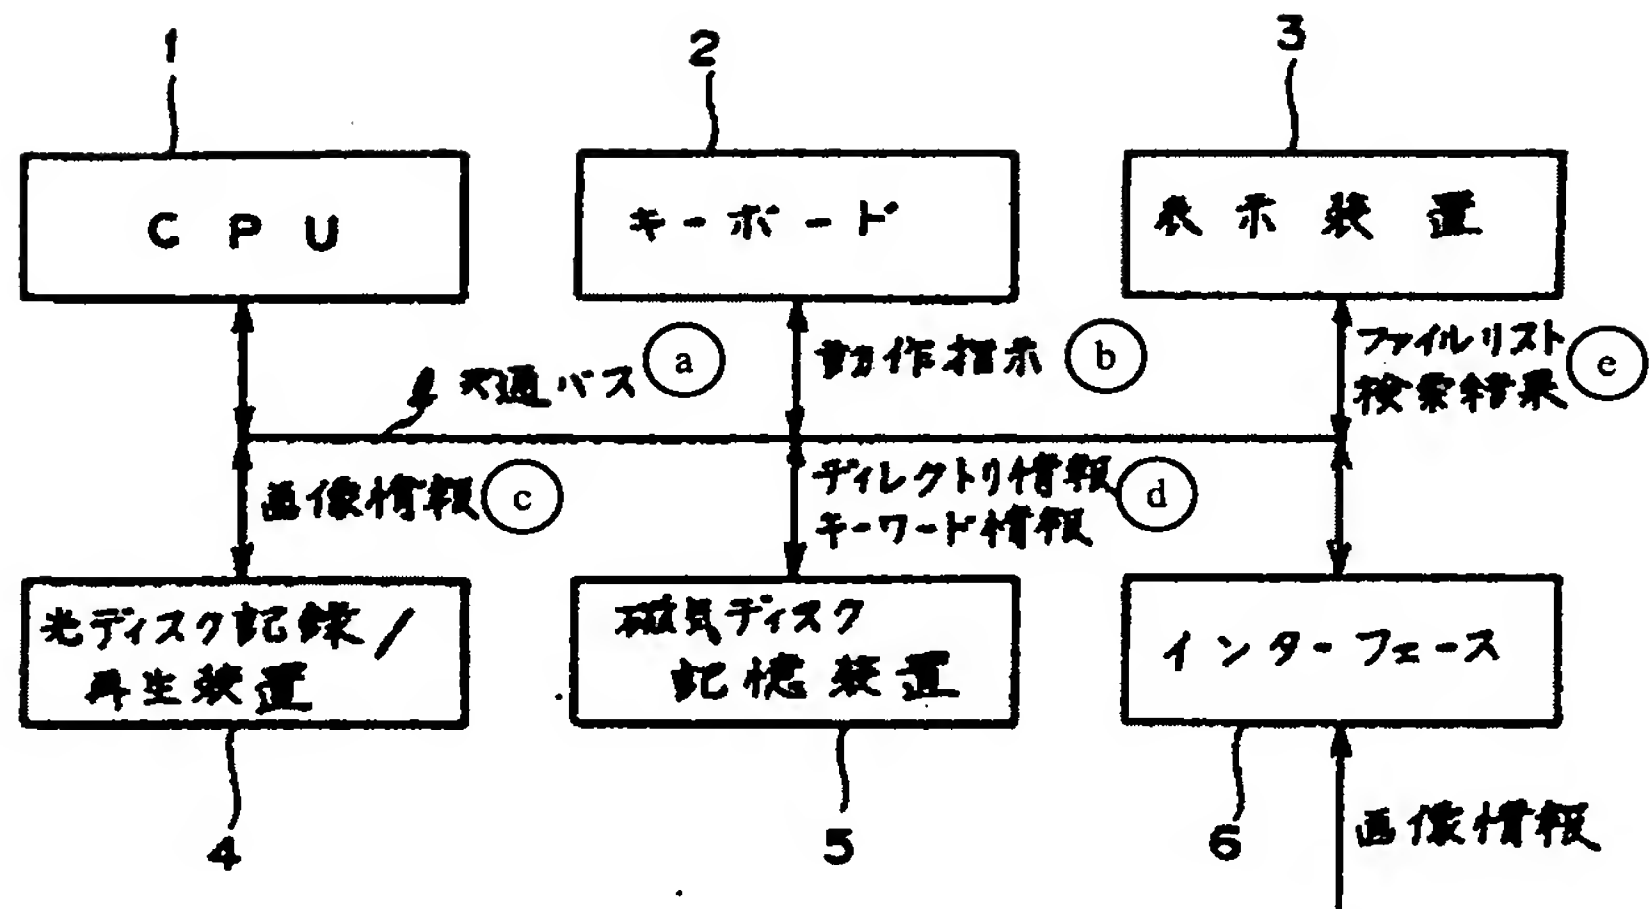 1
2
3
CPU
キーボード
表示装置
ℓ 共通バス
a
動作指示
b
ファイルリスト
検索結果
e
画像情報
c
ディレクトリ情報
キーワード情報
d
光ディスク記録/
再生装置
磁気ディスク
記憶装置
インターフェース
4
5
6
画像情報